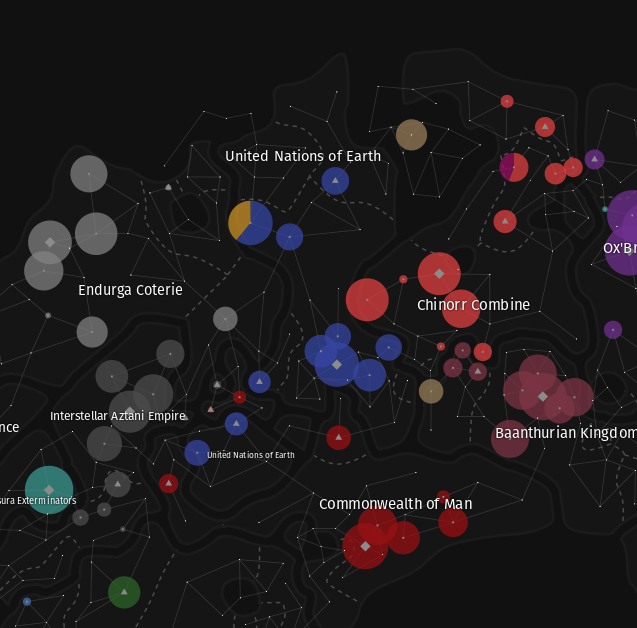 United Nations of Earth
Ox'Br
Endurga Coterie
Chinorr Combine
Interstellar Aztani Empire
nce
Baanthurian Kingdom
United Nations of Earth
sura Exterminators
Commonwealth of Man